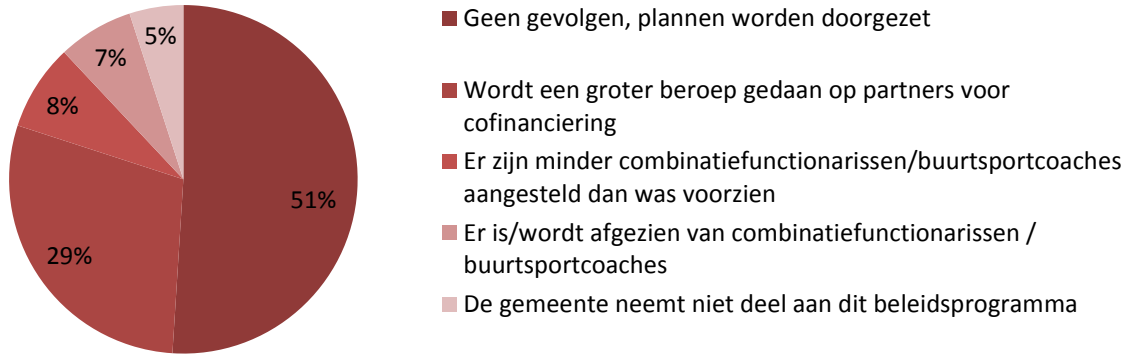 5%
7%
8%
29%
51%
Geen gevolgen, plannen worden doorgezet
Wordt een groter beroep gedaan op partners voor
cofinanciering
Er zijn minder combinatiefunctionarissen/buurtsportcoaches
aangesteld dan was voorzien
Er is/wordt afgezien van combinatiefunctionarissen /
buurtsportcoaches
De gemeente neemt niet deel aan dit beleidsprogramma